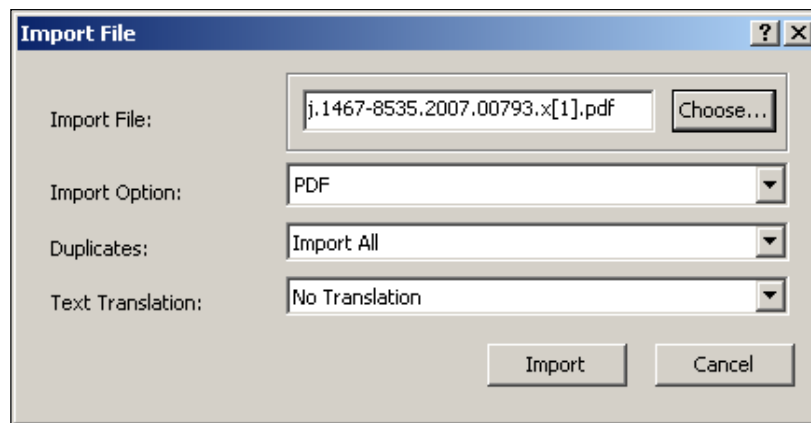 Import File
Import File: j.1467-8535.2007.00793.x[1].pdf Choose...
Import Option: PDF
Duplicates: Import All
Text Translation: No Translation
Import Cancel